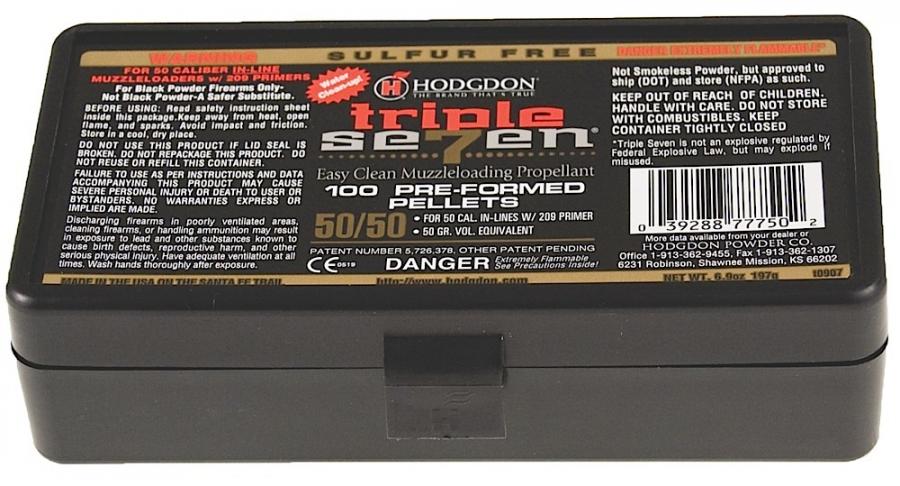 SULFUR FREE
WARNING
FOR 50 CALIBER IN-LINE
MUZZLELOADERS w/ 209 PRIMERS
For Black Powder Firearms Only-
Not Black Powder-A Safer Substitute.
BEFORE USING: Read safety instruction sheet
inside this package.Keep away from heat, open
flame, and sparks. Avoid impact and friction.
Store in a cool, dry place.
DO NOT USE THIS PRODUCT IF LID SEAL IS
BROKEN. DO NOT REPACKAGE THIS PRODUCT. DO
NOT REUSE OR REFILL THIS CONTAINER.
FAILURE TO USE AS PER INSTRUCTIONS AND DATA
ACCOMPANYING THIS PRODUCT MAY CAUSE
SEVERE PERSONAL INJURY OR DEATH TO USER OR
BYSTANDERS. NO WARRANTIES EXPRESS OR
IMPLIED ARE MADE.
Discharging firearms in poorly ventilated areas,
cleaning firearms, or handling ammunition may result
in exposure to lead and other substances known to
cause birth defects, reproductive harm, and other
serious physical injury. Have adequate ventilation at all
times. Wash hands thoroughly after exposure.
MADE IN THE USA ON THE SANTA FE TRAIL
Water
Clean-up!
H HODGDON®
THE BRAND THAT'S TRUE
triple
se7en®
Easy Clean Muzzleloading Propellant
100 PRE-FORMED
PELLETS
50/50
• FOR 50 CAL. IN-LINES W/ 209 PRIMER
• 50 GR. VOL. EQUIVALENT
PATENT NUMBER 5,726,378, OTHER PATENT PENDING
CE 0519
DANGER Extremely Flammable
See Precautions Inside!
http://www.hodgdon.com
DANGER EXTREMELY FLAMMABLE*
Not Smokeless Powder, but approved to
ship (DOT) and store (NFPA) as such.
KEEP OUT OF REACH OF CHILDREN.
HANDLE WITH CARE. DO NOT STORE
WITH COMBUSTIBLES. KEEP
CONTAINER TIGHTLY CLOSED
*Triple Seven is not an explosive regulated by
Federal Explosive Law, but may explode if
misused.
0 39288 77750 2
More data available from your dealer or
HODGDON POWDER CO.
Office 1-913-362-9455, Fax 1-913-362-1307
6231 Robinson, Shawnee Mission, KS 66202
NET WT. 6.9oz 197g
10907